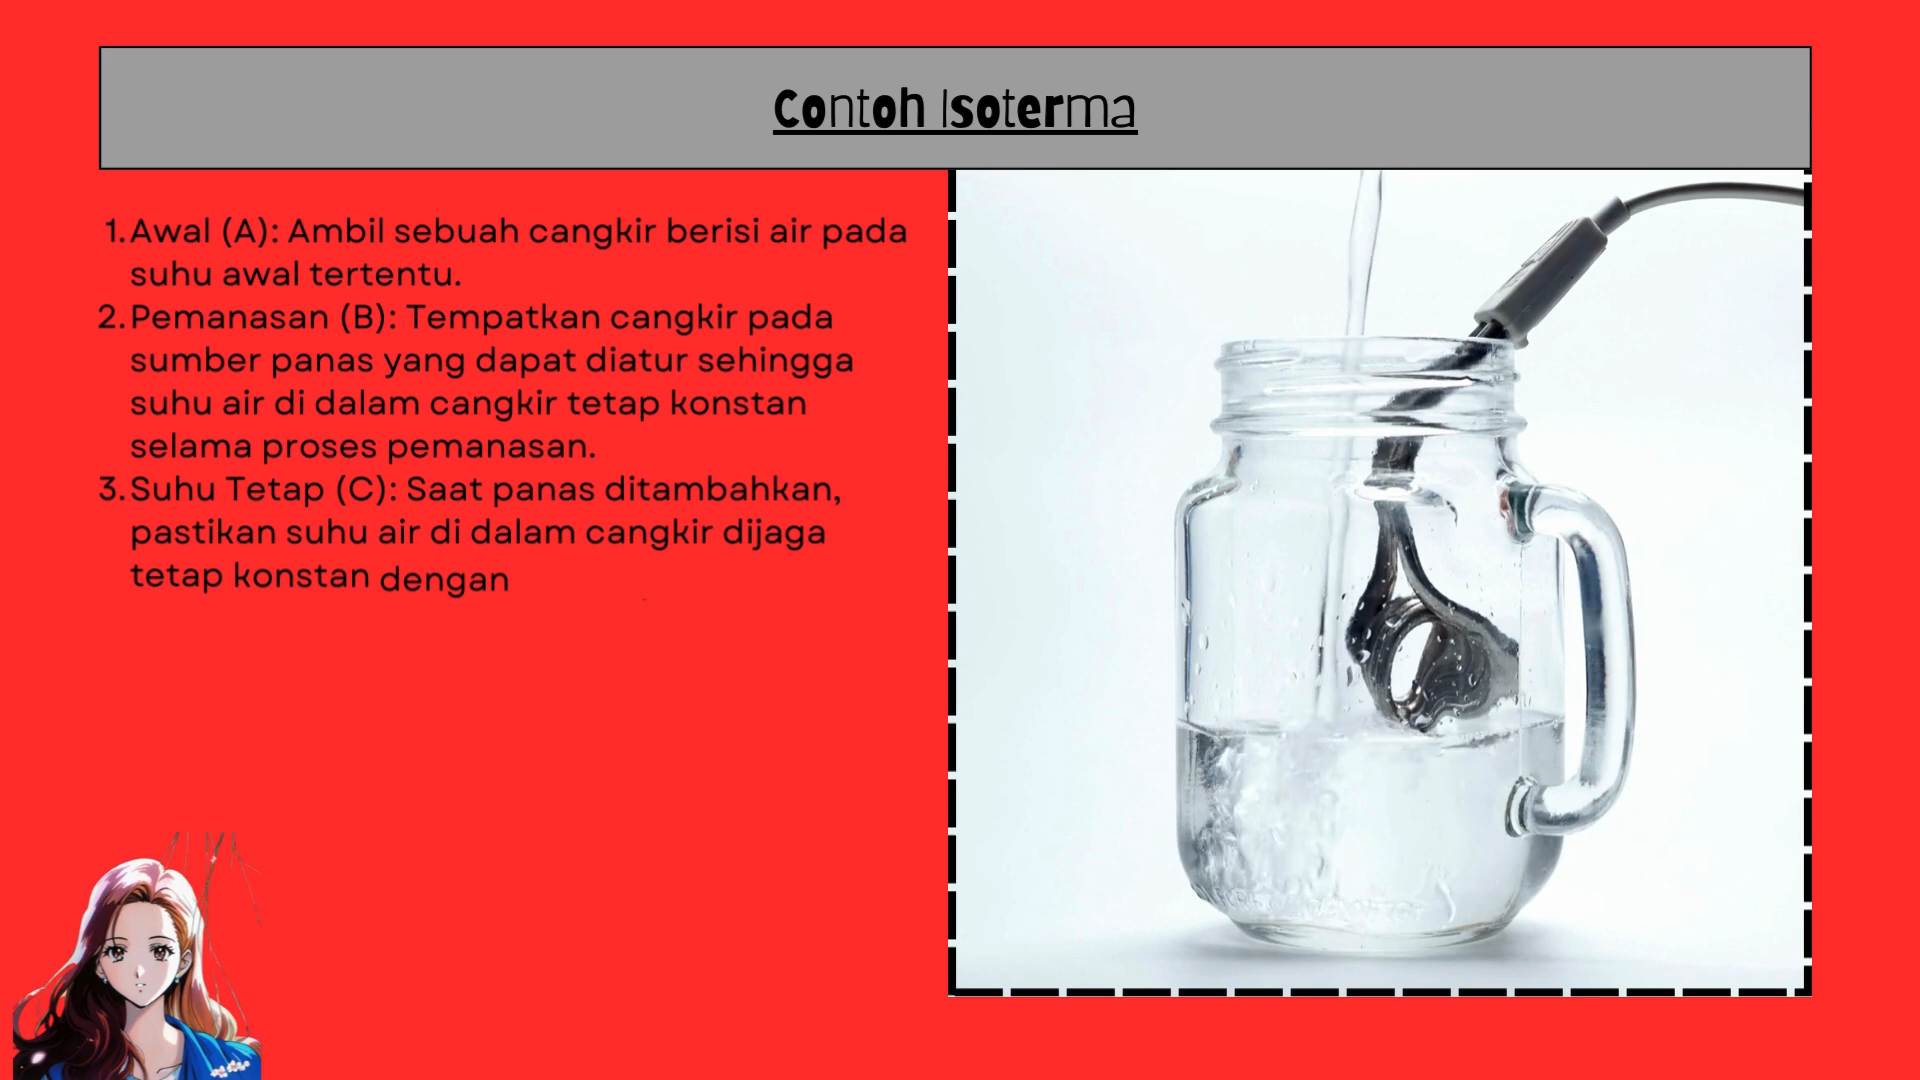 Contoh Isoterma
1. Awal (A): Ambil sebuah cangkir berisi air pada
suhu awal tertentu.
2. Pemanasan (B): Tempatkan cangkir pada
sumber panas yang dapat diatur sehingga
suhu air di dalam cangkir tetap konstan
selama proses pemanasan.
3. Suhu Tetap (C): Saat panas ditambahkan,
pastikan suhu air di dalam cangkir dijaga
tetap konstan dengan